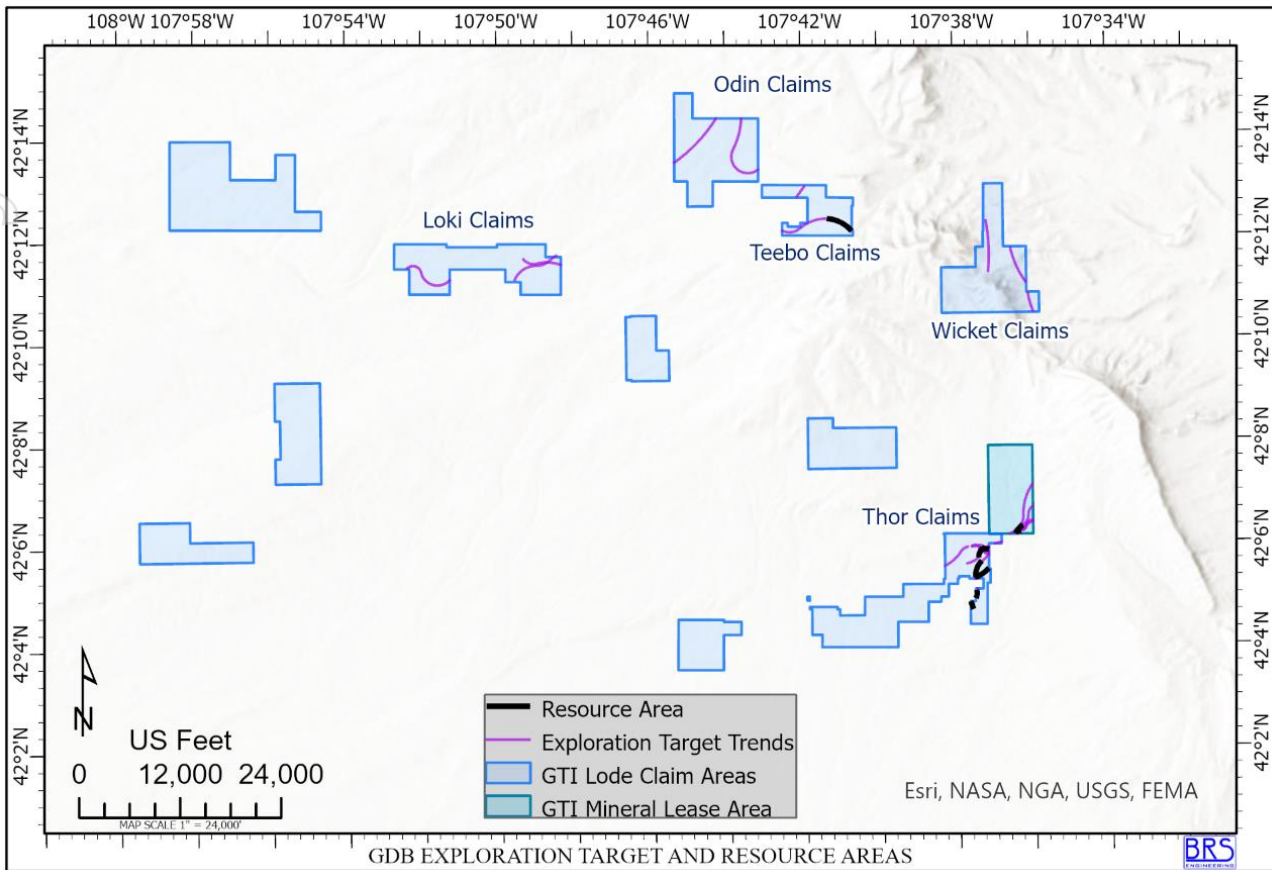 108°W 107°58'W 107°54'W 107°50'W 107°46'W 107°42'W 107°38'W 107°34'W
42°14'N 42°14'N
42°12'N 42°12'N
42°10'N 42°10'N
42°8'N 42°8'N
42°6'N 42°6'N
42°4'N 42°4'N
42°2'N 42°2'N
Odin Claims
Loki Claims
Teebo Claims
Wicket Claims
Thor Claims
N
US Feet
0 12,000 24,000
MAP SCALE 1" = 24,000'
Resource Area
Exploration Target Trends
GTI Lode Claim Areas
GTI Mineral Lease Area
Esri, NASA, NGA, USGS, FEMA
GDB EXPLORATION TARGET AND RESOURCE AREAS
BRS
ENGINEERING